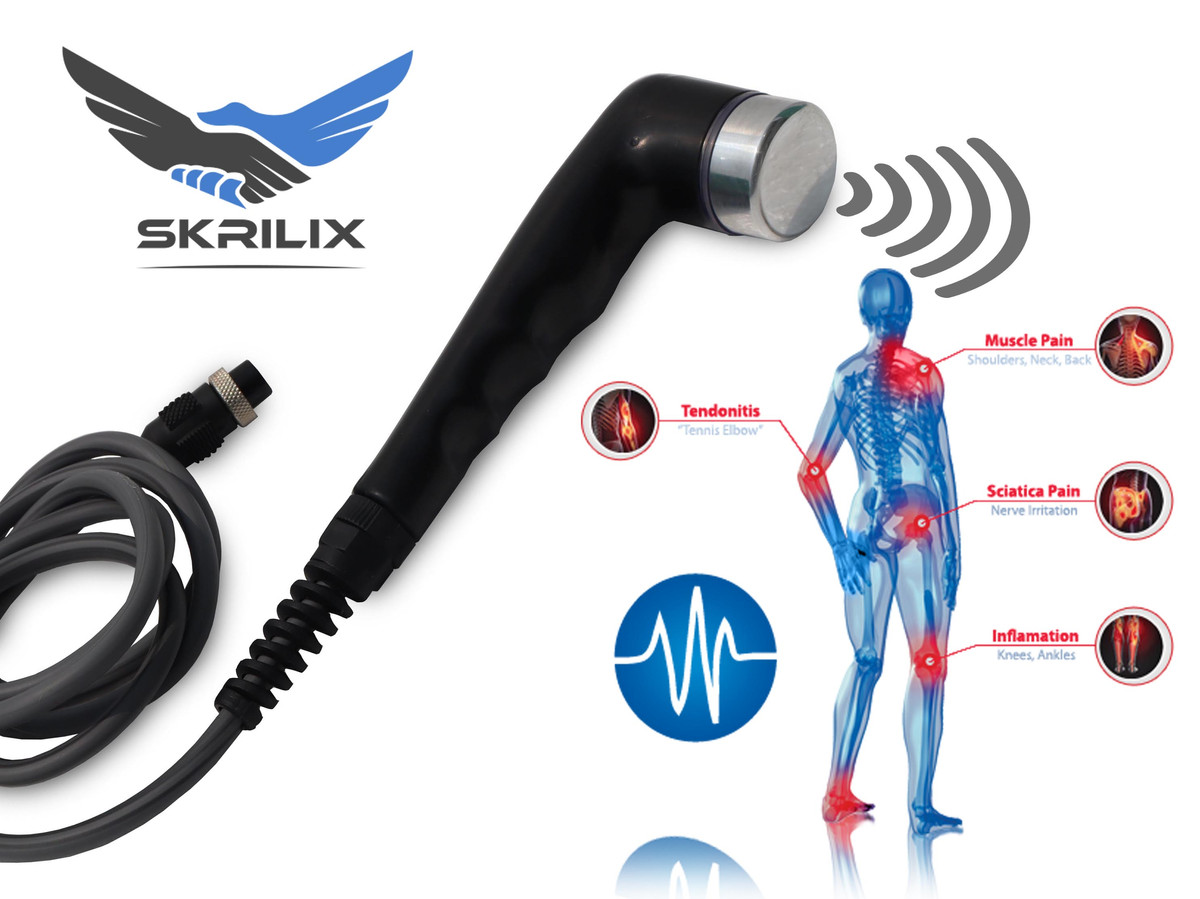 SKRILIX
Muscle Pain
Shoulders, Neck, Back
Tendonitis
“Tennis Elbow”
Sciatica Pain
Nerve Irritation
Inflamation
Knees, Ankles